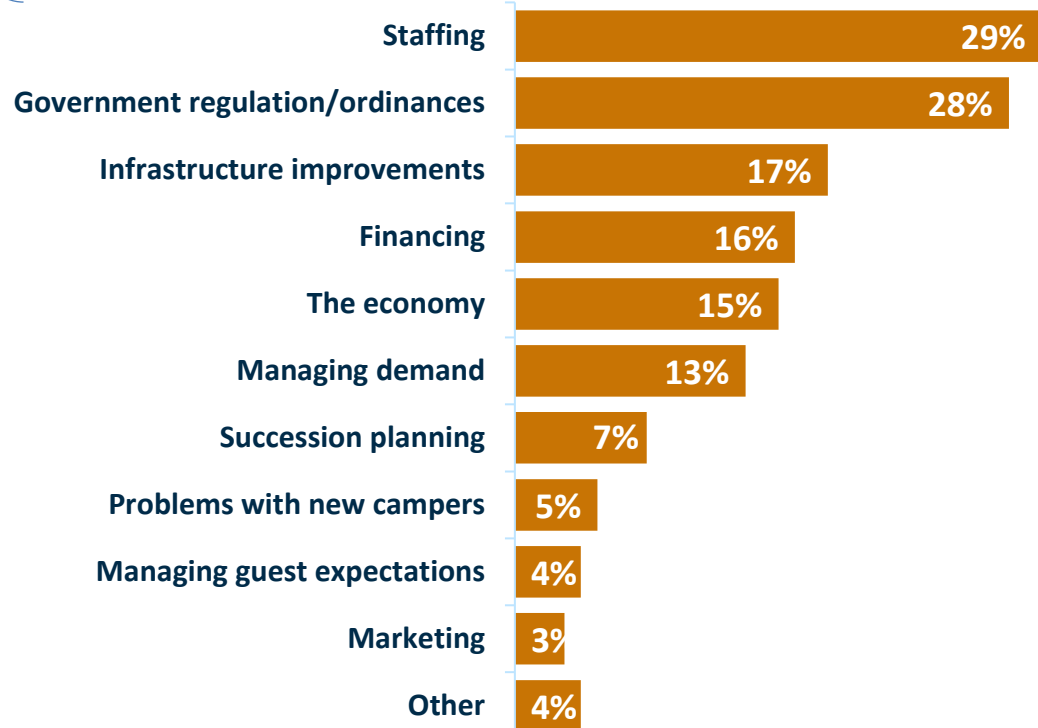 Staffing 29%
Government regulation/ordinances 28%
Infrastructure improvements 17%
Financing 16%
The economy 15%
Managing demand 13%
Succession planning 7%
Problems with new campers 5%
Managing guest expectations 4%
Marketing 3%
Other 4%